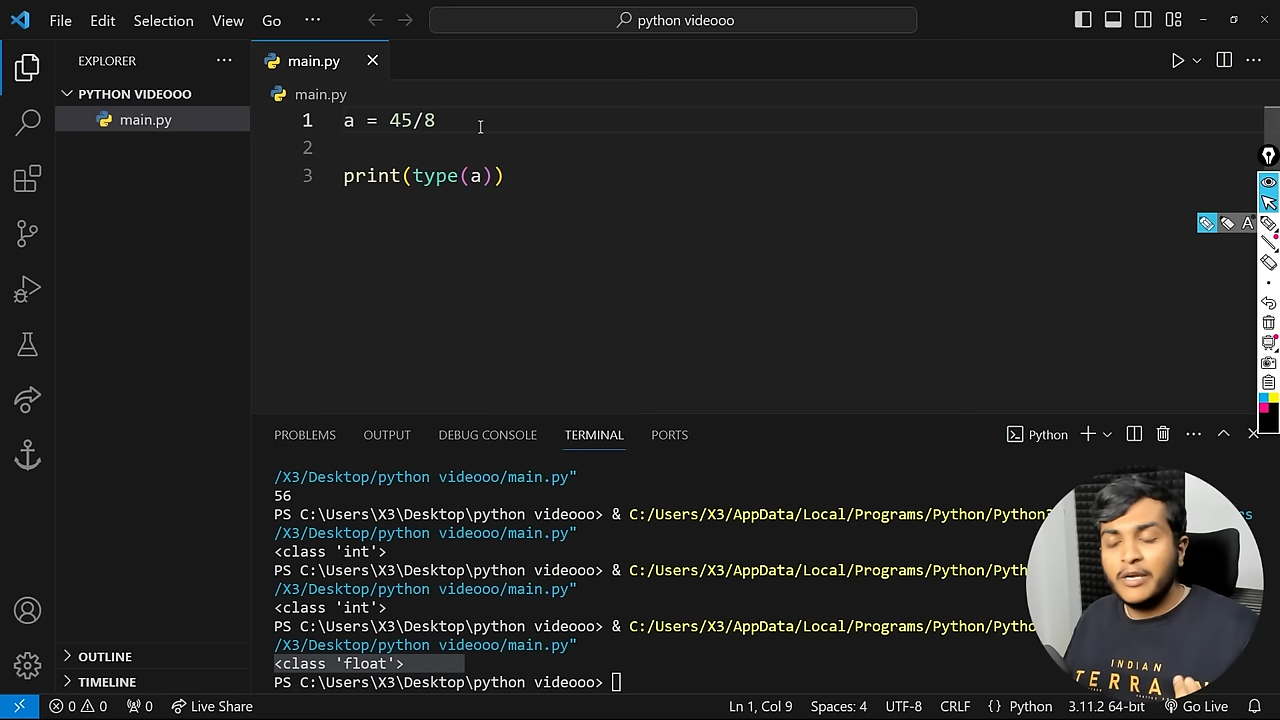 File Edit Selection View Go ··· python videooo
EXPLORER ···
PYTHON VIDEOOO
main.py
main.py
main.py
1 a = 45/8
2
3 print(type(a))
A
PROBLEMS OUTPUT DEBUG CONSOLE TERMINAL PORTS Python
/X3/Desktop/python videooo/main.py"
56
PS C:\Users\X3\Desktop\python videooo> & C:/Users/X3/AppData/Local/Programs/Python/Python3
/X3/Desktop/python videooo/main.py"
<class 'int'>
PS C:\Users\X3\Desktop\python videooo> & C:/Users/X3/AppData/Local/Programs/Pyth
/X3/Desktop/python videooo/main.py"
<class 'int'>
PS C:\Users\X3\Desktop\python videooo> & C:/Users/X3/AppData/Local/Programs/Pytho
/X3/Desktop/python videooo/main.py"
<class 'float'>
PS C:\Users\X3\Desktop\python videooo>
INDIAN
TERRA
OUTLINE
TIMELINE
0 0 0 Live Share Ln 1, Col 9 Spaces: 4 UTF-8 CRLF {} Python 3.11.2 64-bit Go Live